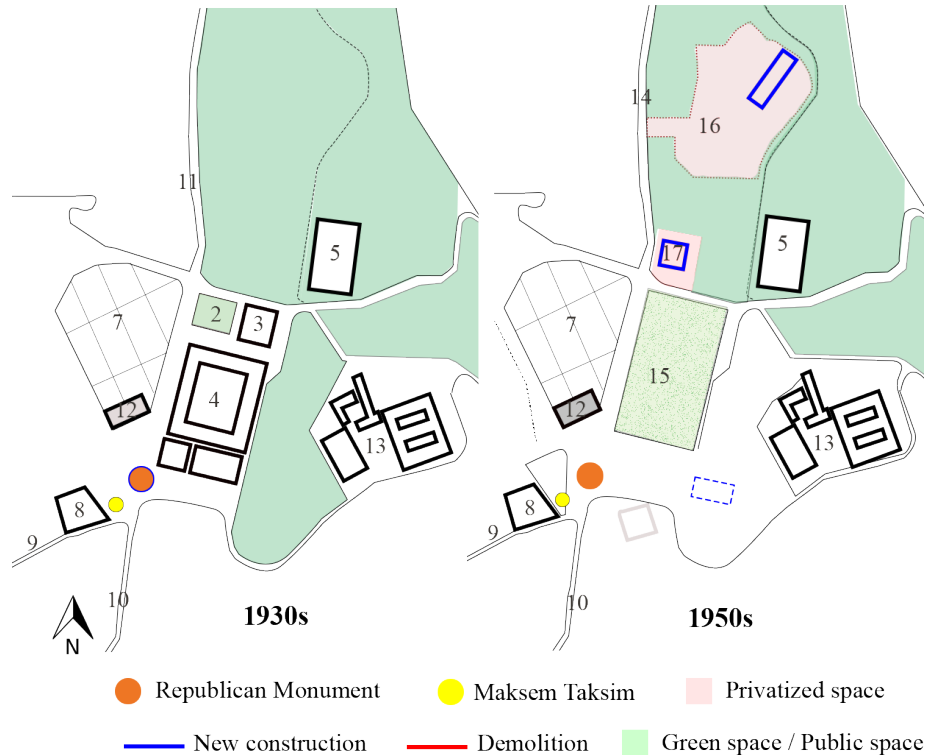 14
16
11
5
17
5
2
3
7
7
15
4
12
12
13
13
8
8
9
9
10
10
1930s
1950s
N
Republican Monument
Maksem Taksim
Privatized space
New construction
Demolition
Green space / Public space